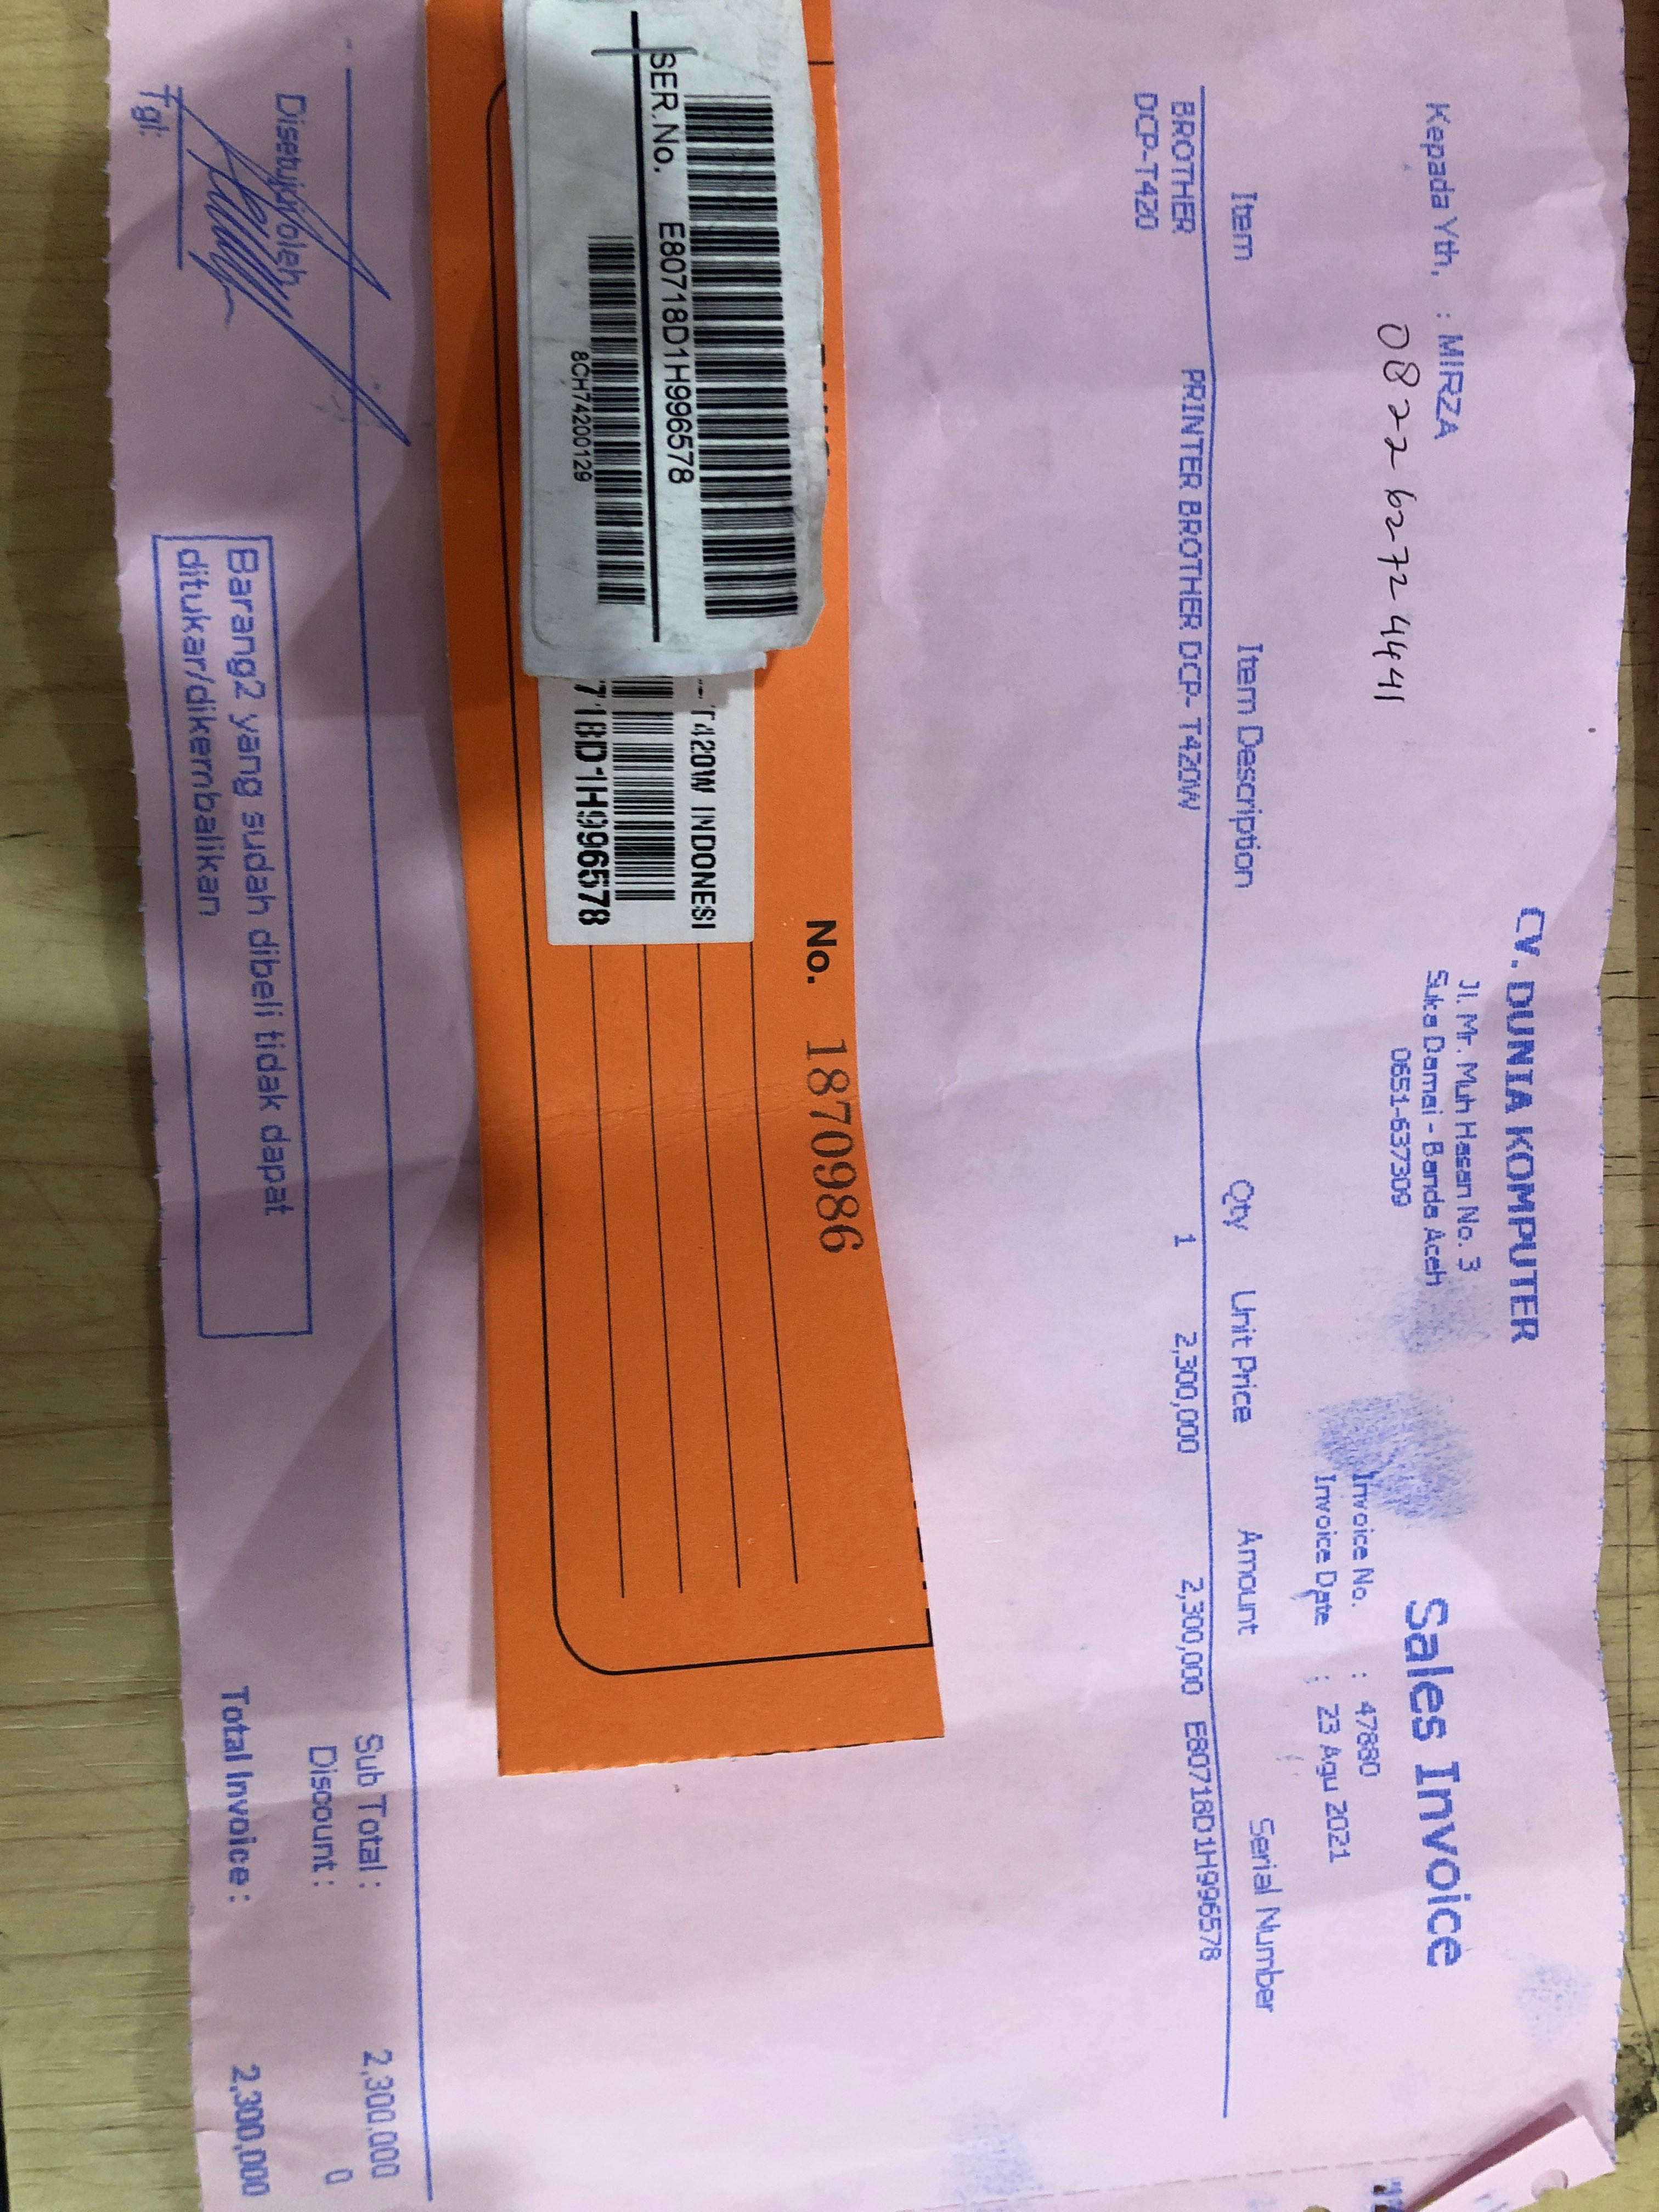 CV. DUNIA KOMPUTER
Jl. Mr. Muh Hasan No. 3
Suka Damai - Banda Aceh
0651-637309
Sales Invoice
Kepada Yth, : MIRZA
0822 6272 4441
Invoice No. : 47880
Invoice Date : 23 Agu 2021
Item Item Description Qty Unit Price Amount Serial Number
BROTHER PRINTER BROTHER DCP- T420W 1 2,300,000 2,300,000 E80718D1H996578
DCP-T420
No. 1870986
SER.No. E80718D1H996578
8CH74200129
T420W INDONESI
718D1H996578
Sub Total : 2,300,000
Discount : 0
Total Invoice : 2,300,000
Disetujui oleh
Tgl:
Barang2 yang sudah dibeli tidak dapat
ditukar/dikembalikan